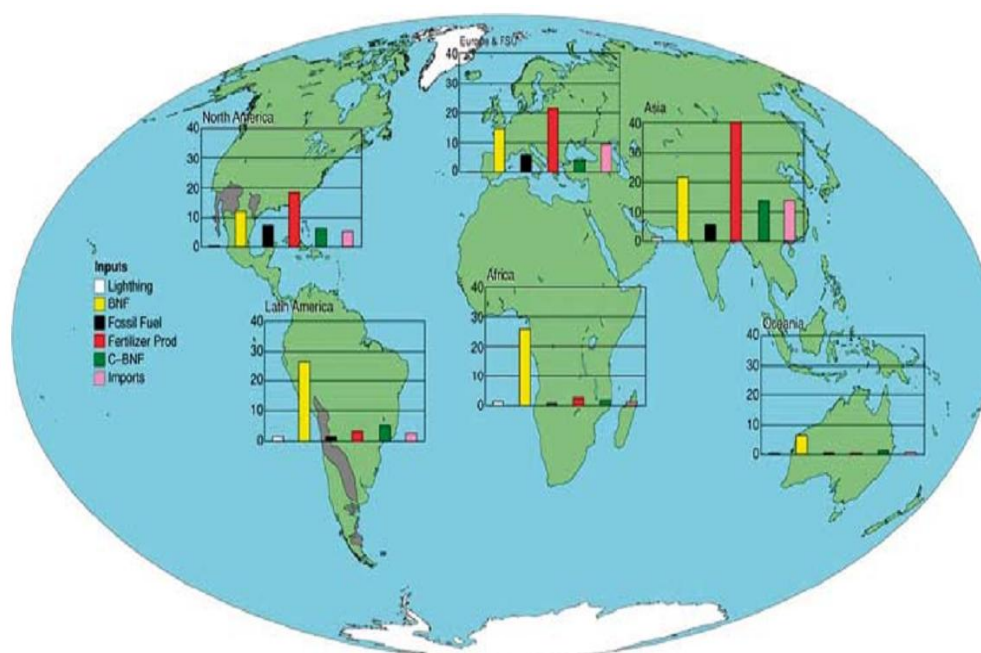 Europe & FSU
40
30
20
10
0
North America
40
30
20
10
0
Asia
40
30
20
10
0
Inputs
Lighthing
BNF
Fossil Fuel
Fertilizer Prod
C-BNF
Imports
Latin America
40
30
20
10
0
Africa
40
30
20
10
0
Oceania
40
30
20
10
0